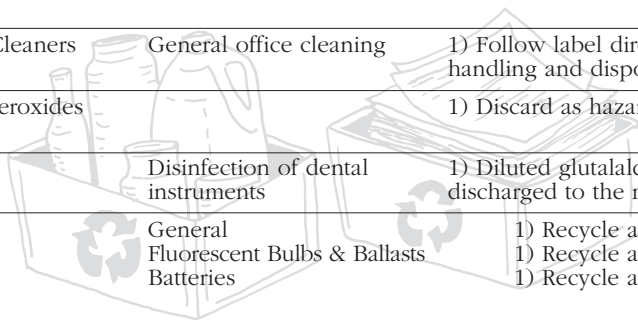 Cleaners General office cleaning 1) Follow label dire
handling and dispo
eroxides 1) Discard as hazar
Disinfection of dental 1) Diluted glutalald
instruments discharged to the r
General 1) Recycle a
Fluorescent Bulbs & Ballasts 1) Recycle a
Batteries 1) Recycle a